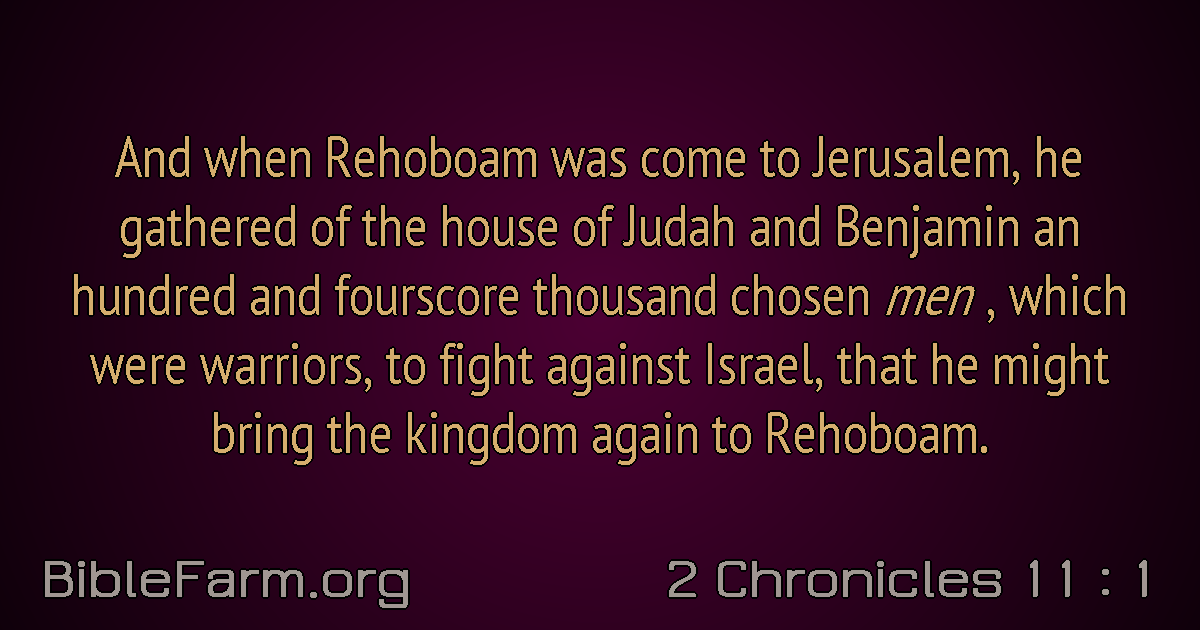 And when Rehoboam was come to Jerusalem, he
gathered of the house of Judah and Benjamin an
hundred and fourscore thousand chosen men , which
were warriors, to fight against Israel, that he might
bring the kingdom again to Rehoboam.
BibleFarm.org
2 Chronicles 11 : 1